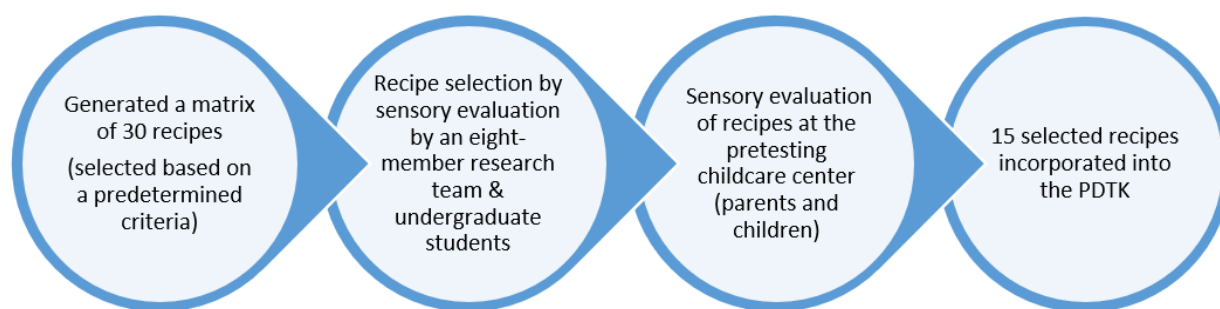 Generated a matrix
of 30 recipes
(selected based on
a predetermined
criteria)
Recipe selection by
sensory evaluation
by an eight-
member research
team &
undergraduate
students
Sensory evaluation
of recipes at the
pretesting
childcare center
(parents and
children)
15 selected recipes
incorporated into
the PDTK